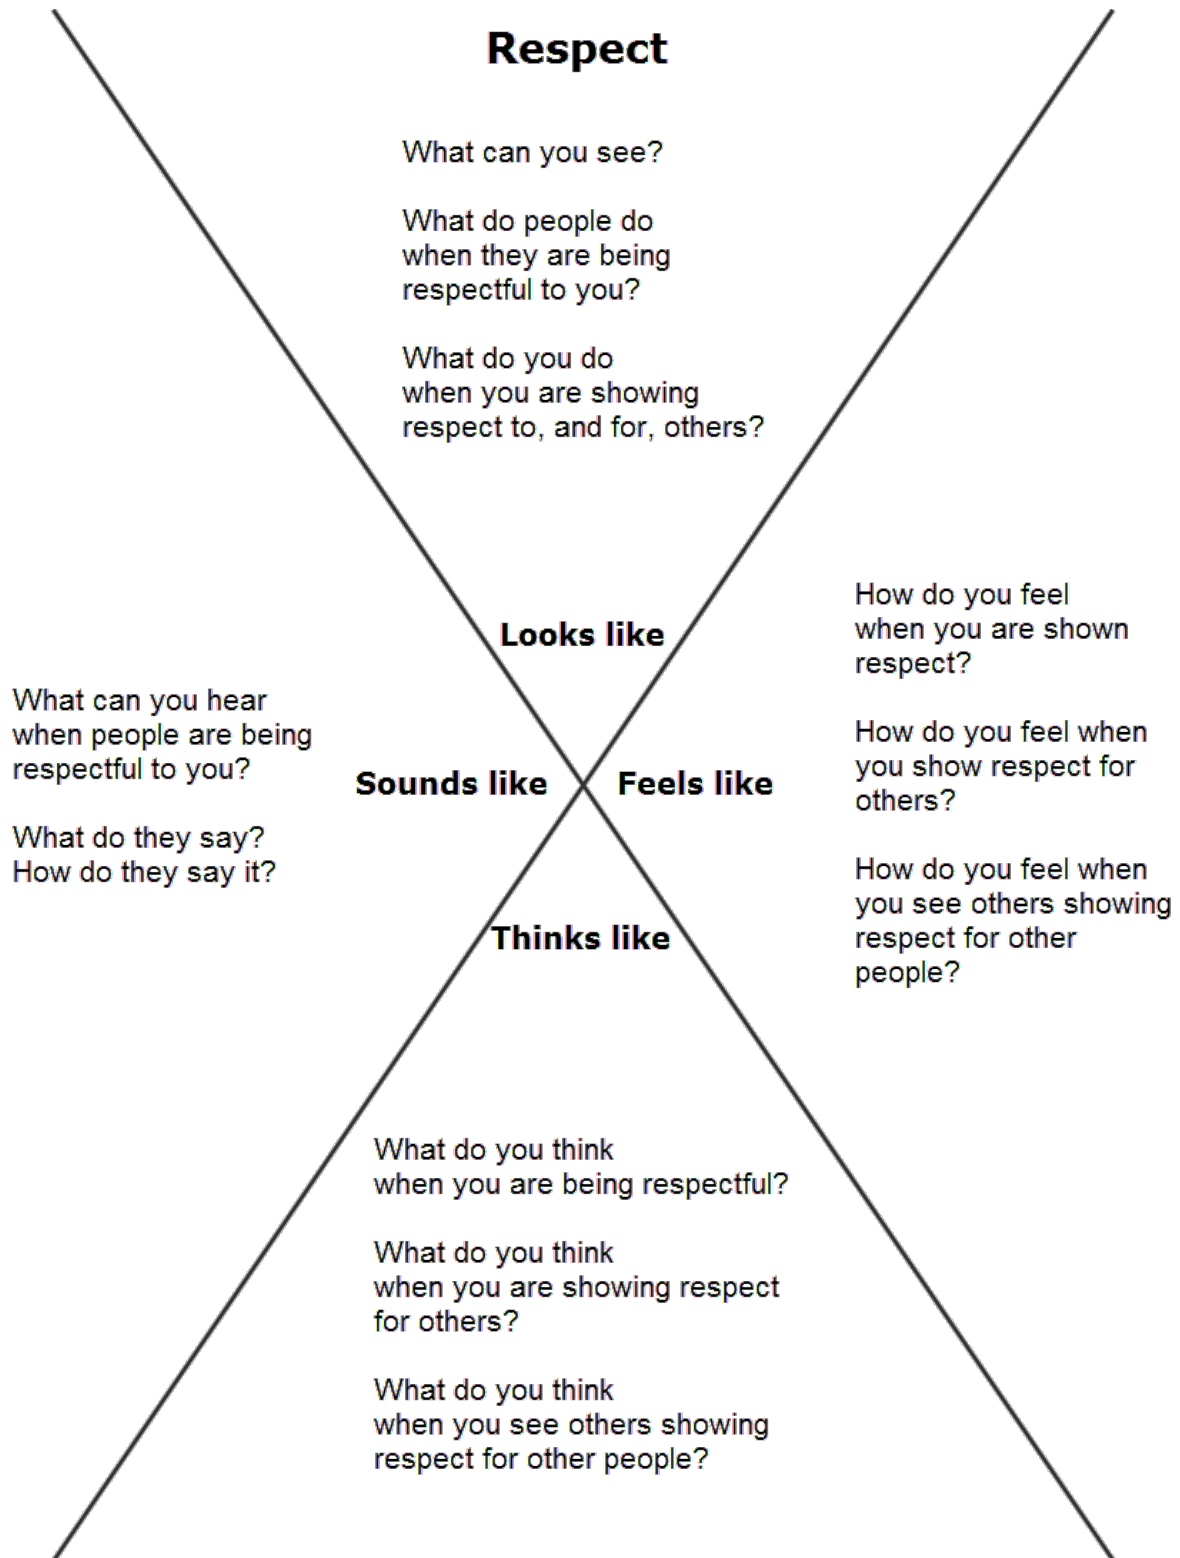 Respect
What can you see?
What do people do
when they are being
respectful to you?
What do you do
when you are showing
respect to, and for, others?
Looks like
What can you hear
when people are being
respectful to you?
What do they say?
How do they say it?
Sounds like
Feels like
How do you feel
when you are shown
respect?
How do you feel when
you show respect for
others?
How do you feel when
you see others showing
respect for other
people?
Thinks like
What do you think
when you are being respectful?
What do you think
when you are showing respect
for others?
What do you think
when you see others showing
respect for other people?